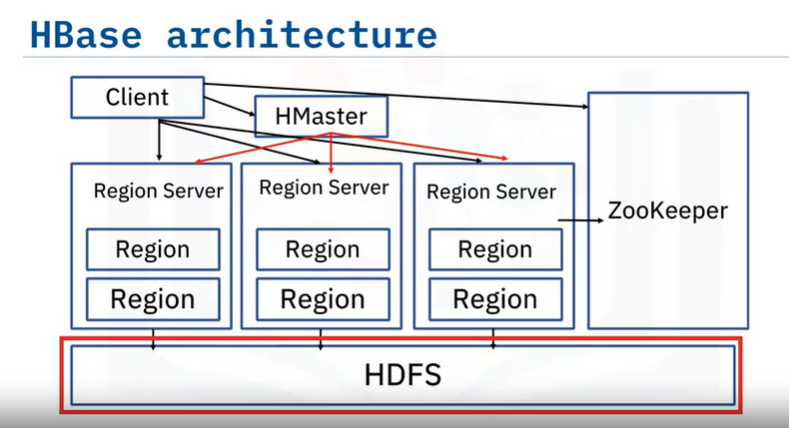 HBase architecture
Client
HMaster
Region Server
Region Server
Region Server
ZooKeeper
Region
Region
Region
Region
Region
Region
HDFS